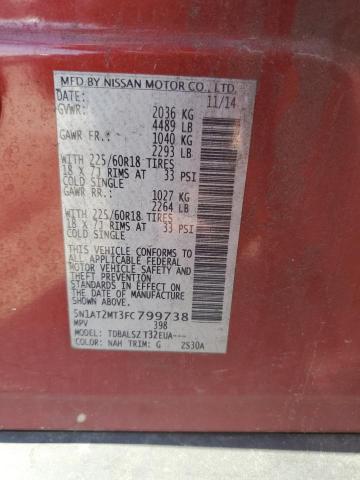 MFD BY NISSAN MOTOR CO., LTD.
DATE: 11/14
GVWR: 2036 KG
4489 LB
GAWR FR.: 1040 KG
2293 LB
WITH 225/60R18 TIRES
18 X 7J RIMS AT 33 PSI
COLD SINGLE
GAWR RR.: 1027 KG
2264 LB
WITH 225/60R18 TIRES
18 X 7J RIMS AT 33 PSI
COLD SINGLE
THIS VEHICLE CONFORMS TO
ALL APPLICABLE FEDERAL
MOTOR VEHICLE SAFETY AND
THEFT PREVENTION
STANDARDS IN EFFECT ON
THE DATE OF MANUFACTURE
SHOWN ABOVE.
5N1AT2MT3FC799738
MPV 398
MODEL: TDBALSZ T32EUA---
COLOR: NAH TRIM: G 2S30A